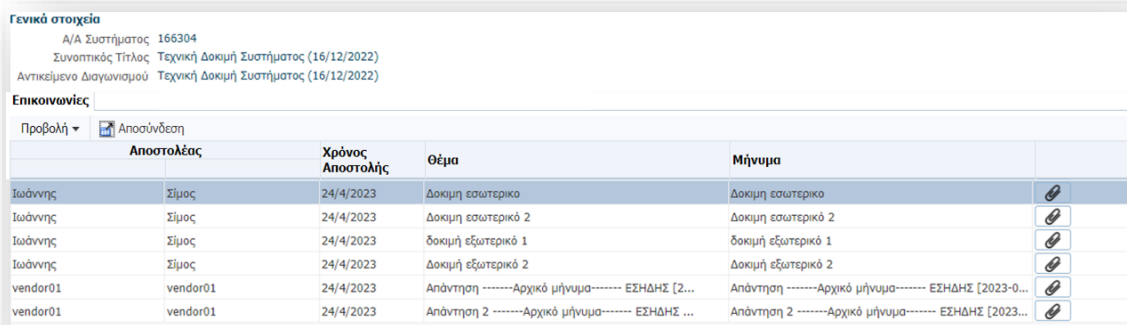 Γενικά στοιχεία
Α/Α Συστήματος 166304
Συνοπτικός Τίτλος Τεχνική Δοκιμή Συστήματος (16/12/2022)
Αντικείμενο Διαγωνισμού Τεχνική Δοκιμή Συστήματος (16/12/2022)
Επικοινωνίες
Προβολή Αποσύνδεση
Αποστολέας Χρόνος Αποστολής Θέμα Μήνυμα
Ιωάννης Σίμος 24/4/2023 Δοκιμη εσωτερικο Δοκιμη εσωτερικο
Ιωάννης Σίμος 24/4/2023 Δοκιμη εσωτερικό 2 Δοκιμη εσωτερικό 2
Ιωάννης Σίμος 24/4/2023 δοκιμή εξωτερικό 1 δοκιμή εξωτερικό 1
Ιωάννης Σίμος 24/4/2023 Δοκιμή εξωτερικό 2 Δοκιμή εξωτερικό 2
vendor01 vendor01 24/4/2023 Απάντηση -------Αρχικό μήνυμα------- ΕΣΗΔΗΣ [2... Απάντηση -------Αρχικό μήνυμα------- ΕΣΗΔΗΣ [2023-0...
vendor01 vendor01 24/4/2023 Απάντηση 2 -------Αρχικό μήνυμα------- ΕΣΗΔΗΣ ... Απάντηση 2 -------Αρχικό μήνυμα------- ΕΣΗΔΗΣ [2023...